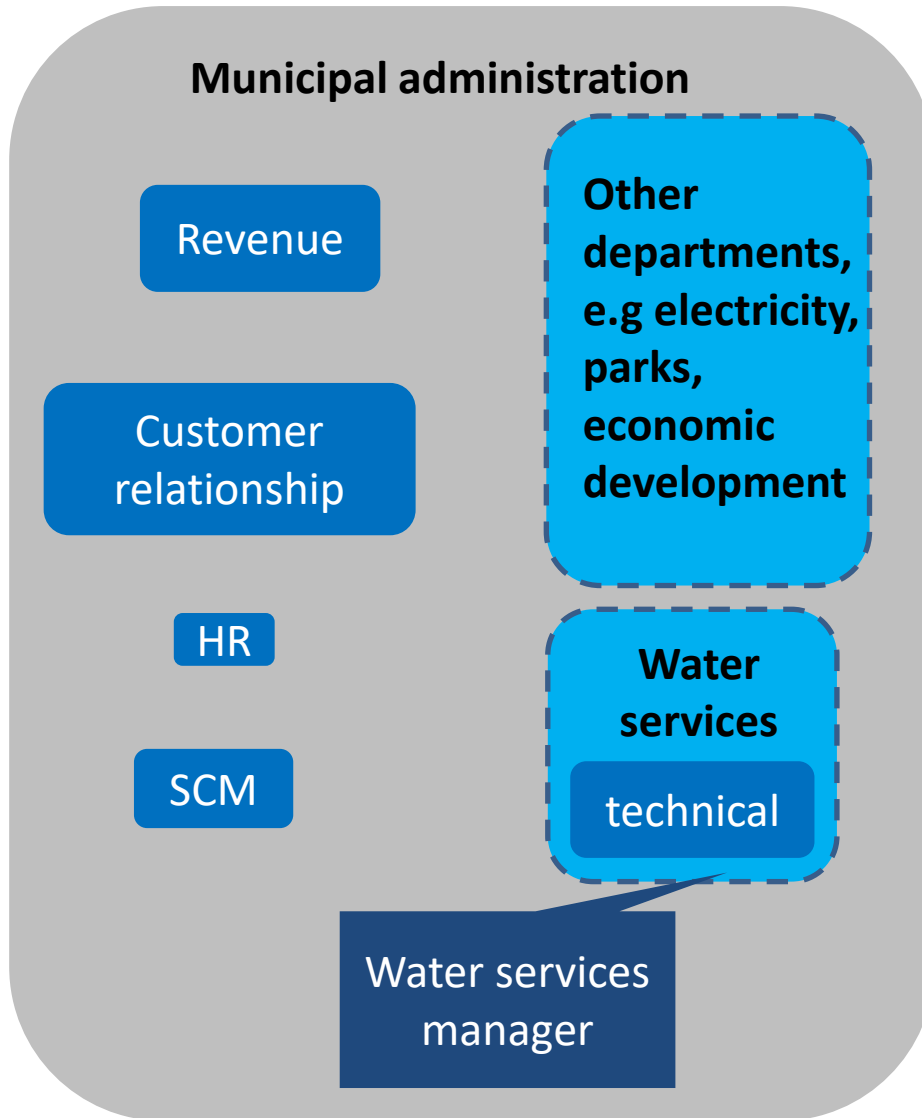 Municipal administration
Revenue
Customer
relationship
HR
SCM
Other
departments,
e.g electricity,
parks,
economic
development
Water
services
technical
Water services
manager